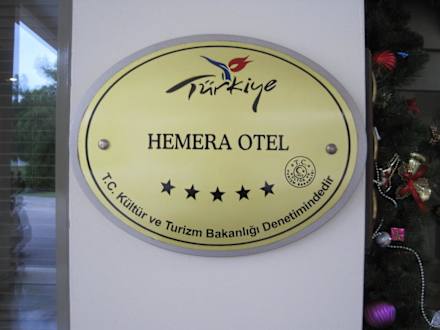 Türkiye
HEMERA OTEL
T.C.
T.C. Kültür ve Turizm Bakanlığı Denetimindedir